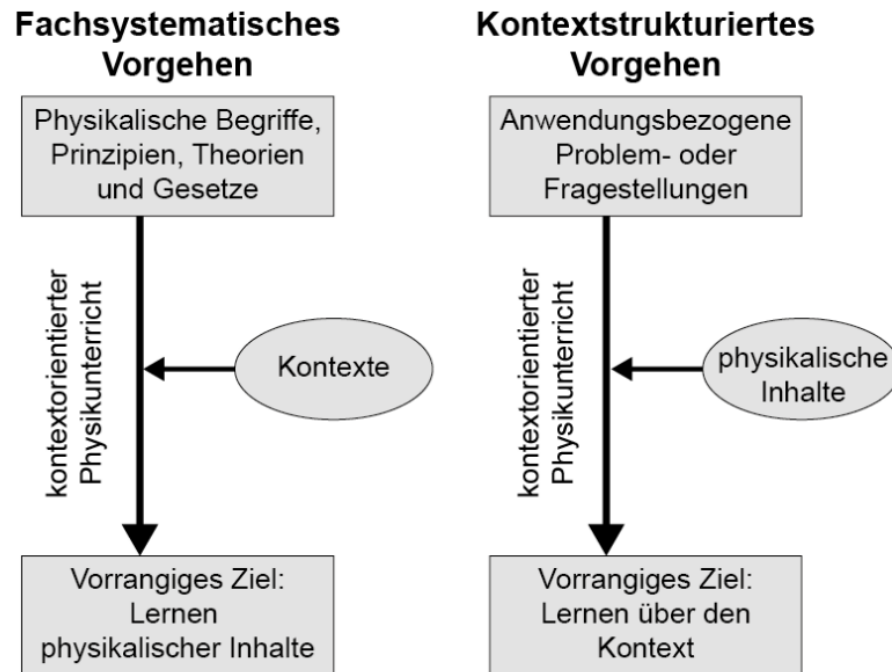 Fachsystematisches
Vorgehen
Physikalische Begriffe,
Prinzipien, Theorien
und Gesetze
kontextorientierter
Physikunterricht
Kontexte
Vorrangiges Ziel:
Lernen
physikalischer Inhalte
Kontextstrukturiertes
Vorgehen
Anwendungsbezogene
Problem- oder
Fragestellungen
kontextorientierter
Physikunterricht
physikalische
Inhalte
Vorrangiges Ziel:
Lernen über den
Kontext